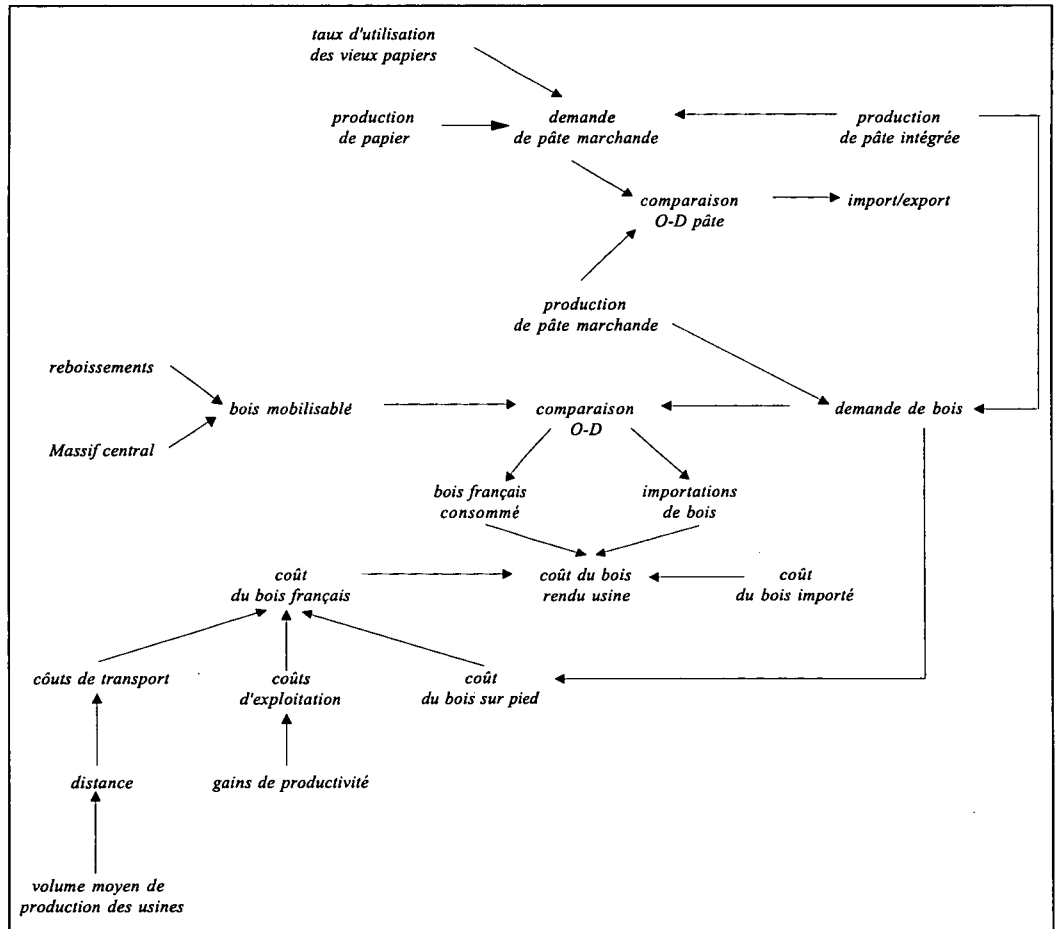 taux d'utilisation
des vieux papiers
production
de papier
demande
de pâte marchande
production
de pâte intégrée
comparaison
O-D pâte
import/export
production
de pâte marchande
reboissements
bois mobilisablé
comparaison
O-D
demande de bois
Massif central
bois français
consommé
importations
de bois
coût
du bois français
coût du bois
rendu usine
coût
du bois importé
côuts de transport
coûts
d'exploitation
coût
du bois sur pied
distance
gains de productivité
volume moyen de
production des usines